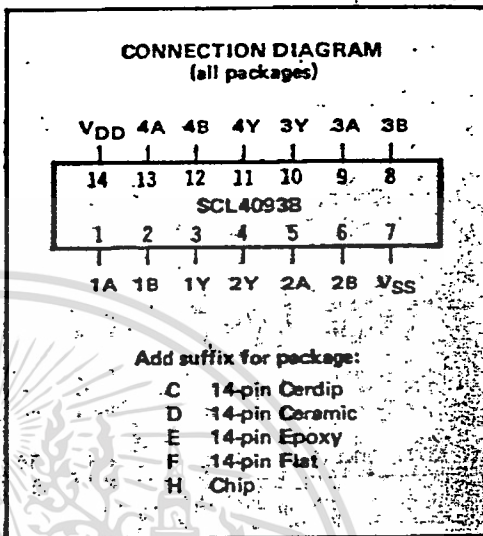 CONNECTION DIAGRAM
(all packages)
VDD 4A 4B 4Y 3Y 3A 3B
14 13 12 11 10 9 8
SCL4093B
1 2 3 4 5 6 7
1A 1B 1Y 2Y 2A 2B VSS
Add suffix for package:
C 14-pin Cerdip
D 14-pin Ceramic
E 14-pin Epoxy
F 14-pin Flat
H Chip